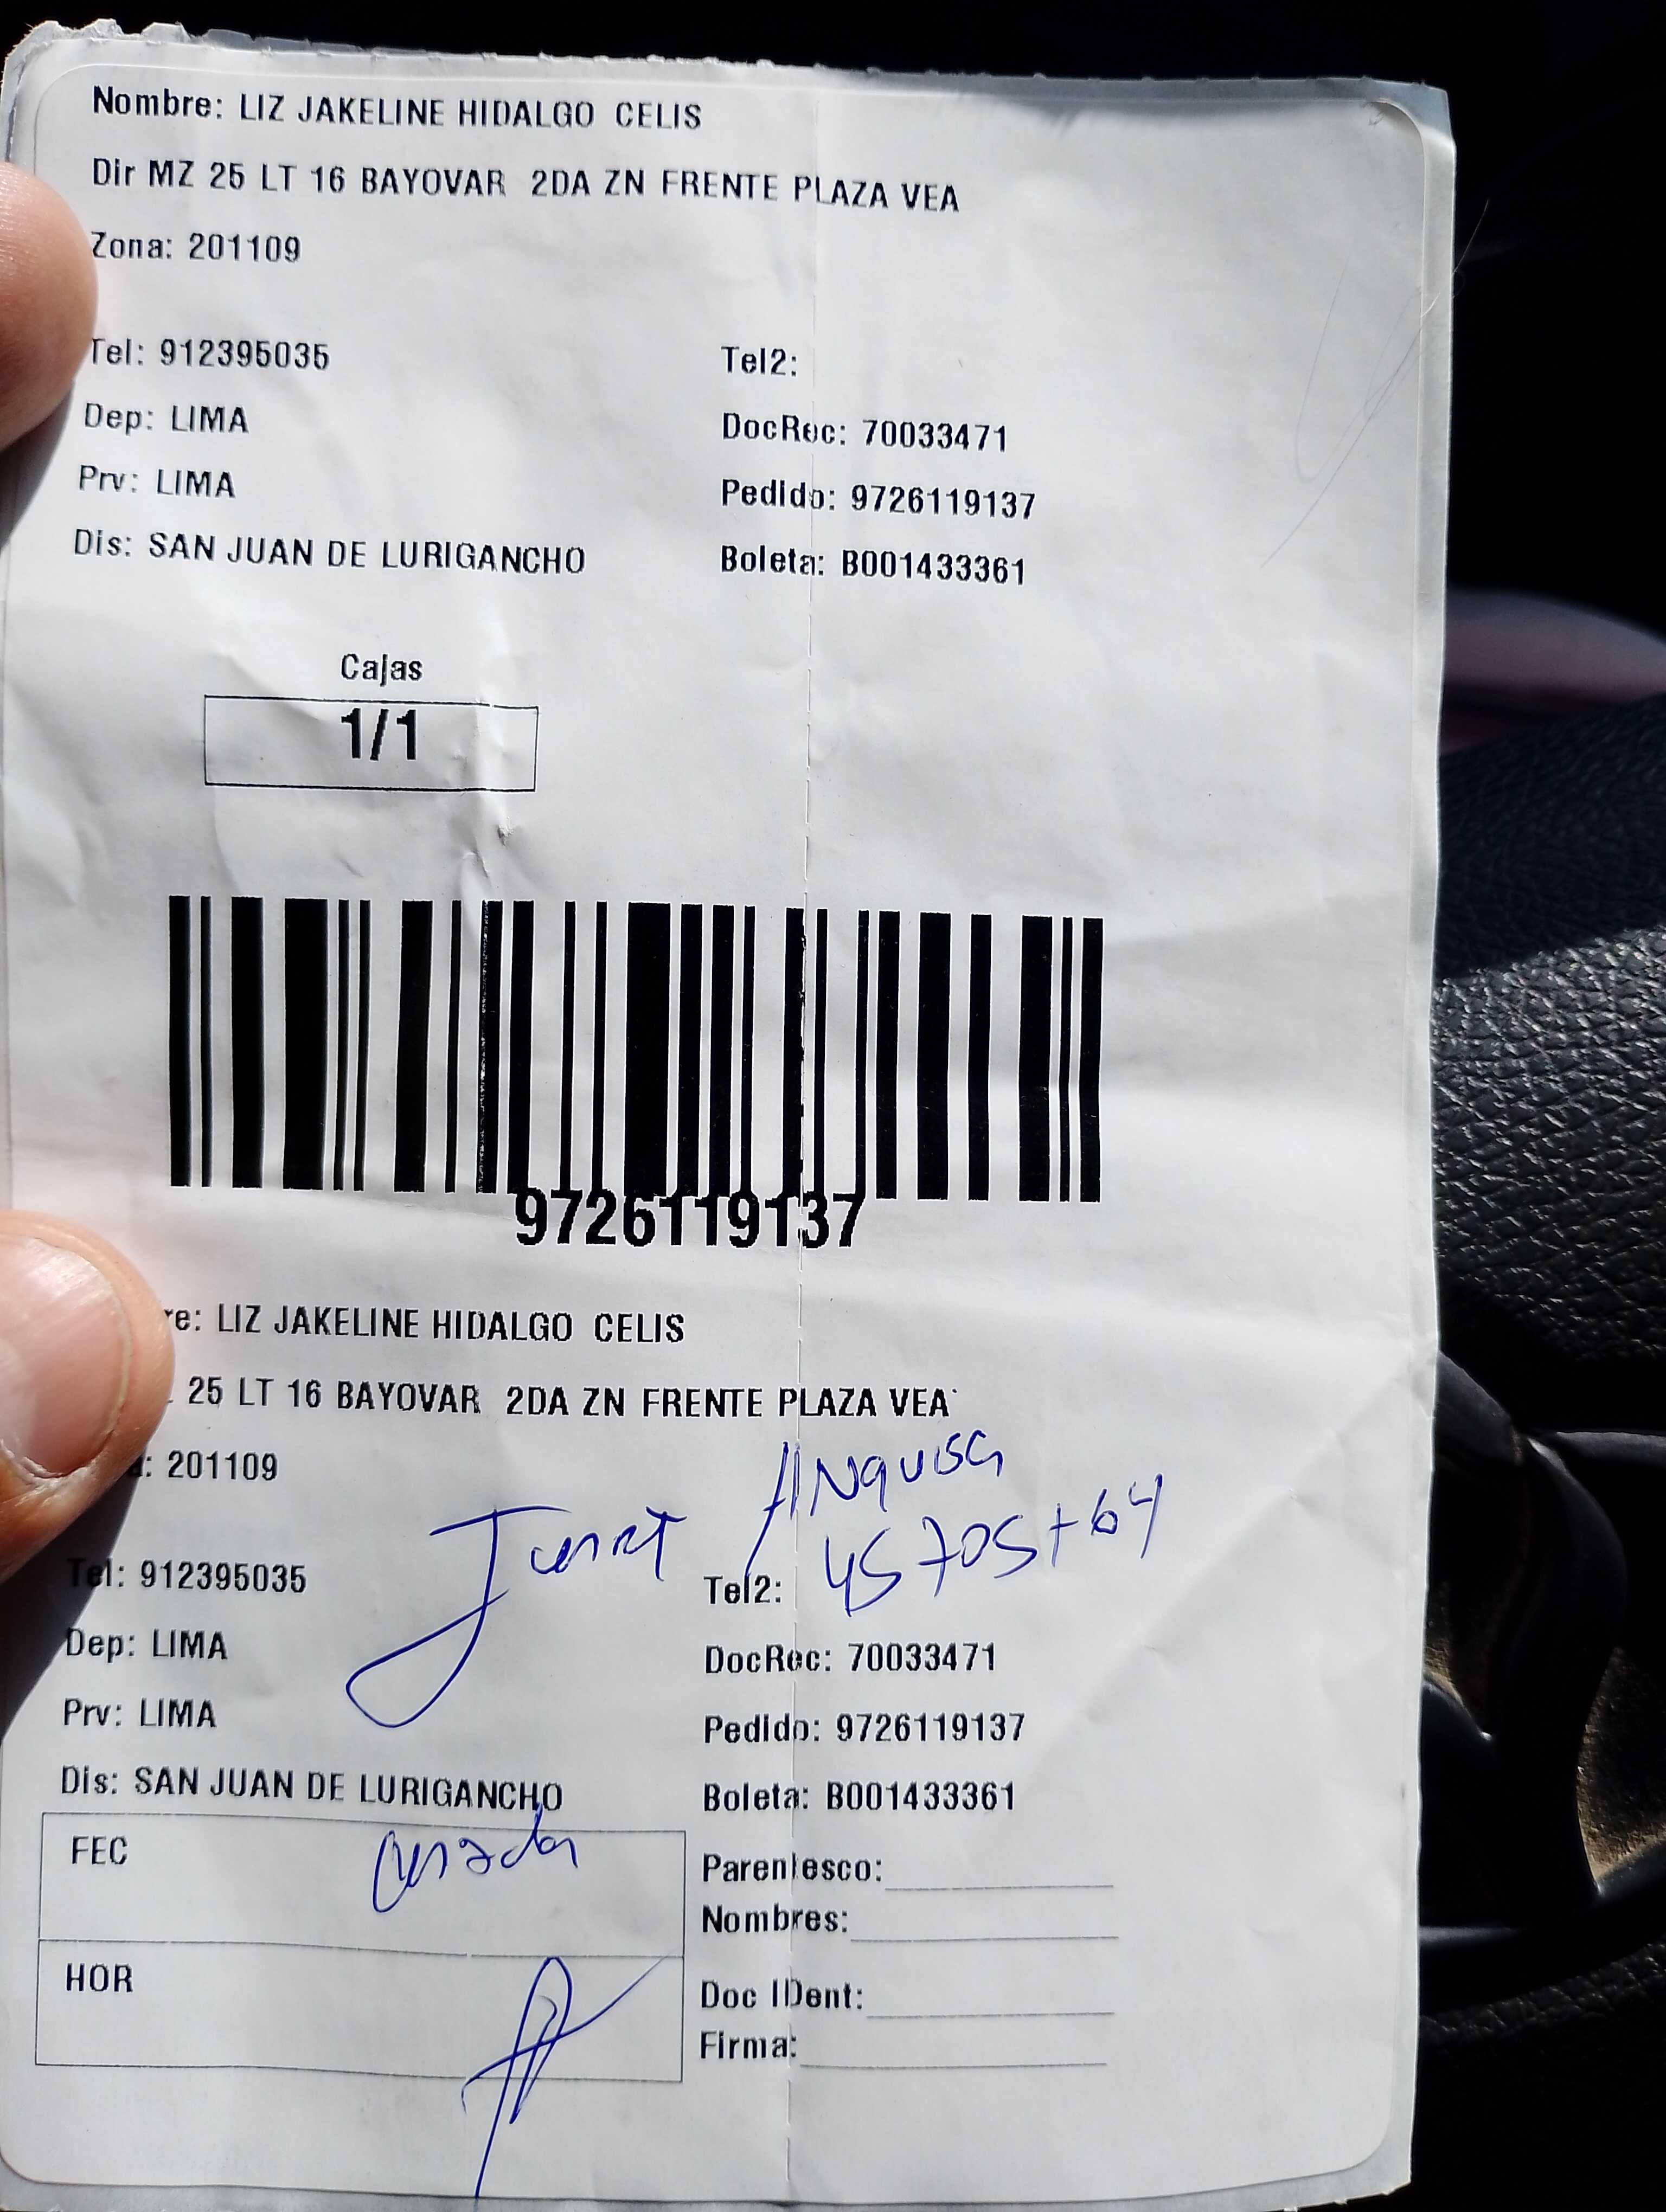 Nombre: LIZ JAKELINE HIDALGO CELIS
Dir MZ 25 LT 16 BAYOVAR 2DA ZN FRENTE PLAZA VEA
Zona: 201109
Tel: 912395035 Tel2:
Dep: LIMA DocRec: 70033471
Prv: LIMA Pedido: 9726119137
Dis: SAN JUAN DE LURIGANCHO Boleta: B001433361
Cajas
1/1
9726119137
re: LIZ JAKELINE HIDALGO CELIS
25 LT 16 BAYOVAR 2DA ZN FRENTE PLAZA VEA
: 201109
Tel: 912395035 Tel2:
Dep: LIMA DocRec: 70033471
Prv: LIMA Pedido: 9726119137
Dis: SAN JUAN DE LURIGANCHO Boleta: B001433361
FEC
HOR
Parentesco:
Nombres:
Doc IDent:
Firma: